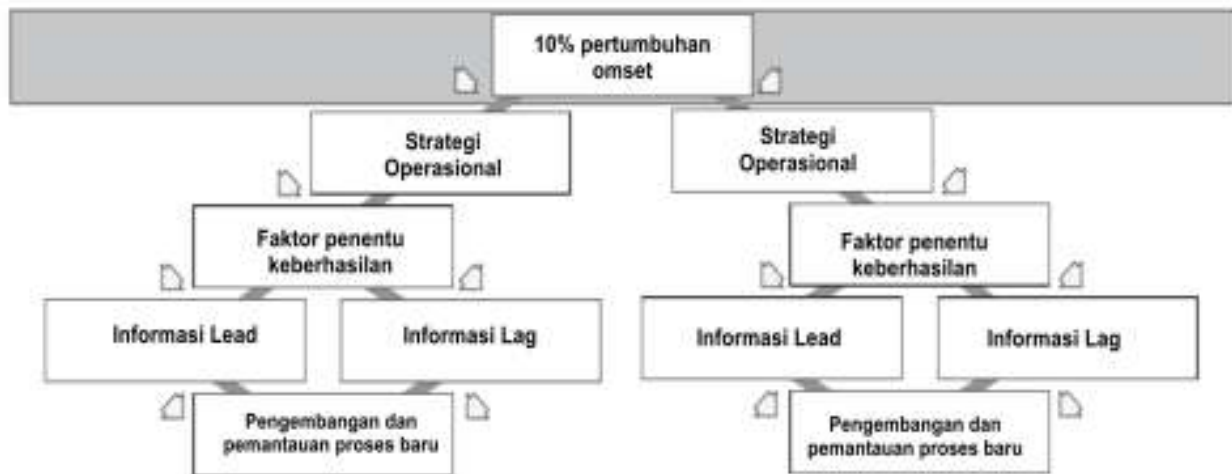 10% pertumbuhan
omset
Strategi
Operasional
Strategi
Operasional
Faktor penentu
keberhasilan
Faktor penentu
keberhasilan
Informasi Lead
Informasi Lag
Informasi Lead
Informasi Lag
Pengembangan dan
pemantauan proses baru
Pengembangan dan
pemantauan proses baru